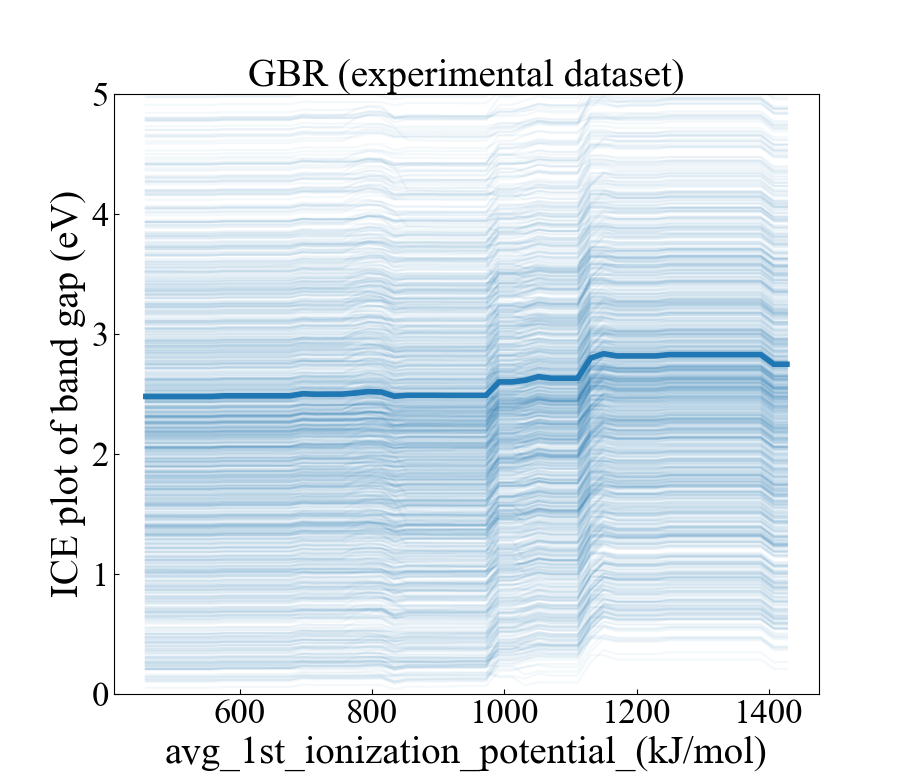 GBR (experimental dataset)
ICE plot of band gap (eV)
5
4
3
2
1
0
600 800 1000 1200 1400
avg_1st_ionization_potential_(kJ/mol)